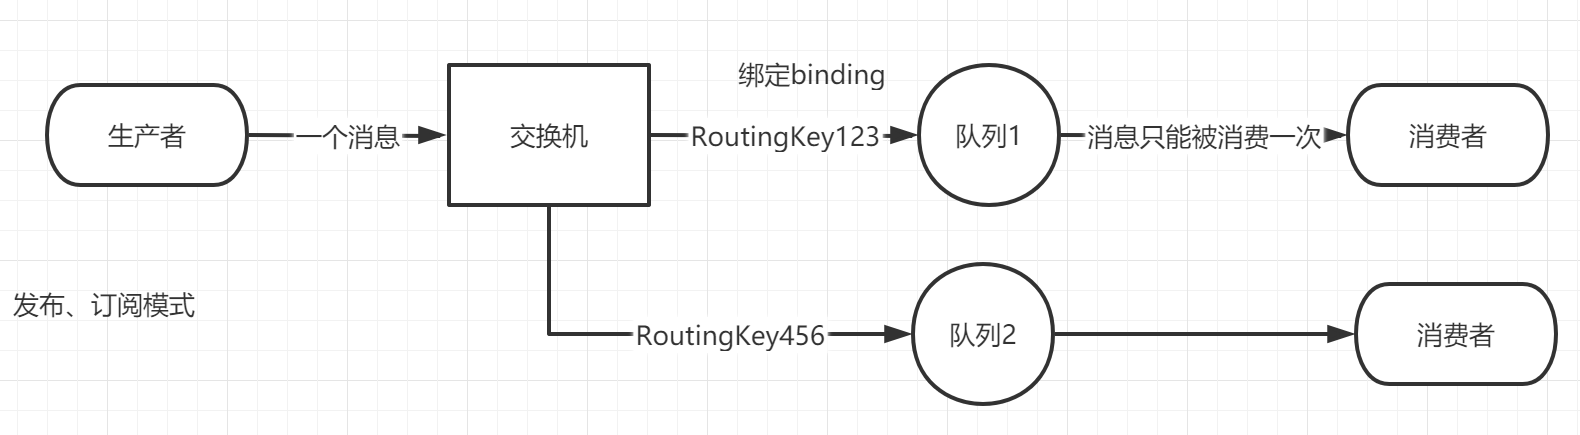 绑定binding
生产者
一个消息
交换机
RoutingKey123
队列1
消息只能被消费一次
消费者
发布、订阅模式
RoutingKey456
队列2
消费者